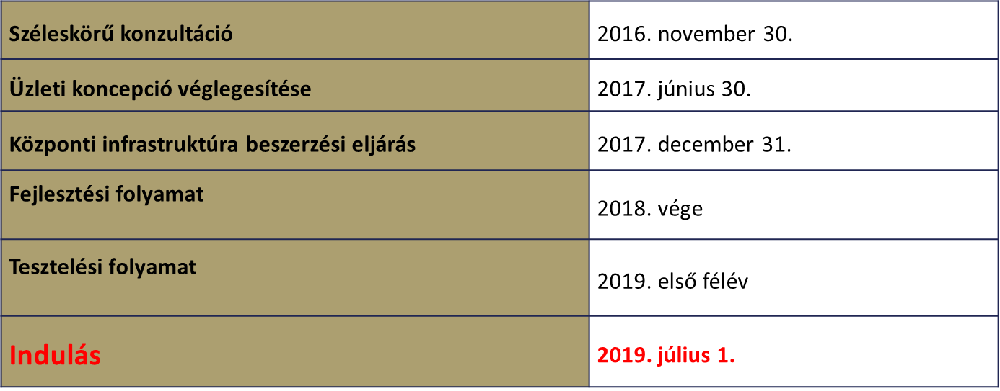 Széleskörű konzultáció
2016. november 30.
Üzleti koncepció véglegesítése
2017. június 30.
Központi infrastruktúra beszerzési eljárás
2017. december 31.
Fejlesztési folyamat
2018. vége
Tesztelési folyamat
2019. első félév
Indulás
2019. július 1.